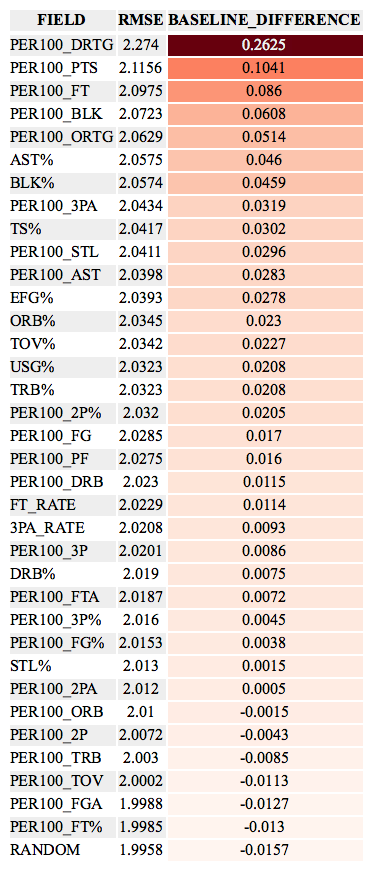 FIELD RMSE BASELINE_DIFFERENCE
PER100_DRTG 2.274 0.2625
PER100_PTS 2.1156 0.1041
PER100_FT 2.0975 0.086
PER100_BLK 2.0723 0.0608
PER100_ORTG 2.0629 0.0514
AST% 2.0575 0.046
BLK% 2.0574 0.0459
PER100_3PA 2.0434 0.0319
TS% 2.0417 0.0302
PER100_STL 2.0411 0.0296
PER100_AST 2.0398 0.0283
EFG% 2.0393 0.0278
ORB% 2.0345 0.023
TOV% 2.0342 0.0227
USG% 2.0323 0.0208
TRB% 2.0323 0.0208
PER100_2P% 2.032 0.0205
PER100_FG 2.0285 0.017
PER100_PF 2.0275 0.016
PER100_DRB 2.023 0.0115
FT_RATE 2.0229 0.0114
3PA_RATE 2.0208 0.0093
PER100_3P 2.0201 0.0086
DRB% 2.019 0.0075
PER100_FTA 2.0187 0.0072
PER100_3P% 2.016 0.0045
PER100_FG% 2.0153 0.0038
STL% 2.013 0.0015
PER100_2PA 2.012 0.0005
PER100_ORB 2.01 -0.0015
PER100_2P 2.0072 -0.0043
PER100_TRB 2.003 -0.0085
PER100_TOV 2.0002 -0.0113
PER100_FGA 1.9988 -0.0127
PER100_FT% 1.9985 -0.013
RANDOM 1.9958 -0.0157